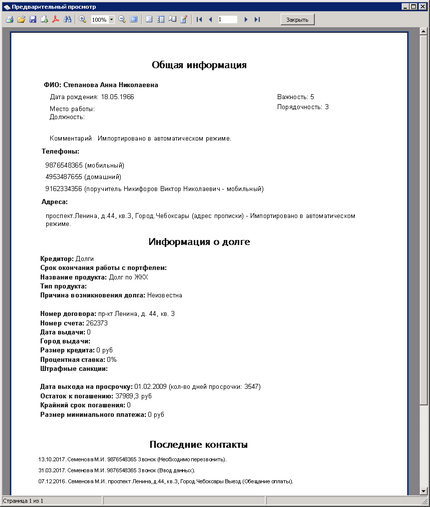 Предварительный просмотр
100%
1
Закрыть
Общая информация
ФИО: Степанова Анна Николаевна
Дата рождения: 18.05.1966
Важность: 5
Место работы:
Порядочность: 3
Должность:
Комментарий: Импортировано в автоматическом режиме.
Телефоны:
9876548365 (мобильный)
4953487655 (домашний)
9162334356 (поручитель Никифоров Виктор Николаевич - мобильный)
Адреса:
проспект.Ленина, д.44, кв.3, Город Чебоксары (адрес прописки) - Импортировано в автоматическом
режиме.
Информация о долге
Кредитор: Долги
Срок окончания работы с портфелем:
Название продукта: Долг по ЖКХ
Тип продукта:
Причина возникновения долга: Неизвестна
Номер договора: пр-кт Ленина, д. 44, кв. 3
Номер счета: 262373
Дата выдачи: 0
Город выдачи:
Размер кредита: 0 руб
Процентная ставка: 0%
Штрафные санкции:
Дата выхода на просрочку: 01.02.2009 (кол-во дней просрочки: 3547)
Остаток к погашению: 37989,3 руб
Крайний срок погашения: 0
Размер минимального платежа: 0 руб
Последние контакты
13.10.2017. Семенова М.И. 9876548365 Звонок (Необходимо перезвонить).
31.03.2017. Семенова М.И. 9876548365 Звонок (Ввод данных).
07.12.2016. Семенова М.И. проспект.Ленина,д.44,кв.3, Город Чебоксары Выезд (Обещание оплаты).
Страница 1 из 1